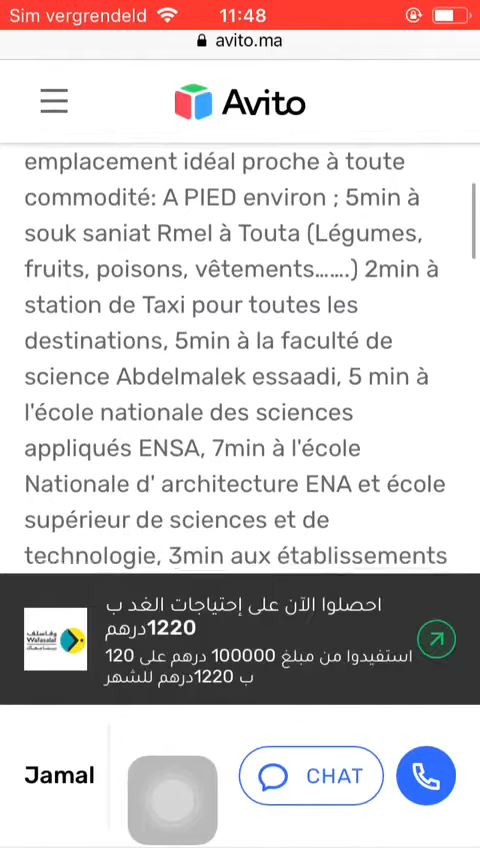 Sim vergrendeld 11:48
avito.ma
Avito
emplacement idéal proche à toute
commodité: A PIED environ ; 5min à
souk saniat Rmel à Touta (Légumes,
fruits, poisons, vêtements.......) 2min à
station de Taxi pour toutes les
destinations, 5min à la faculté de
science Abdelmalek essaadi, 5 min à
l'école nationale des sciences
appliqués ENSA, 7min à l'école
Nationale d' architecture ENA et école
supérieur de sciences et de
technologie, 3min aux établissements
احصلوا الآن على إحتياجات الغد ب
1220درهم
استفيدوا من مبلغ 100000 درهم على 120
ب 1220درهم للشهر
وفاسلف
Wafasalaf
Jamal
CHAT